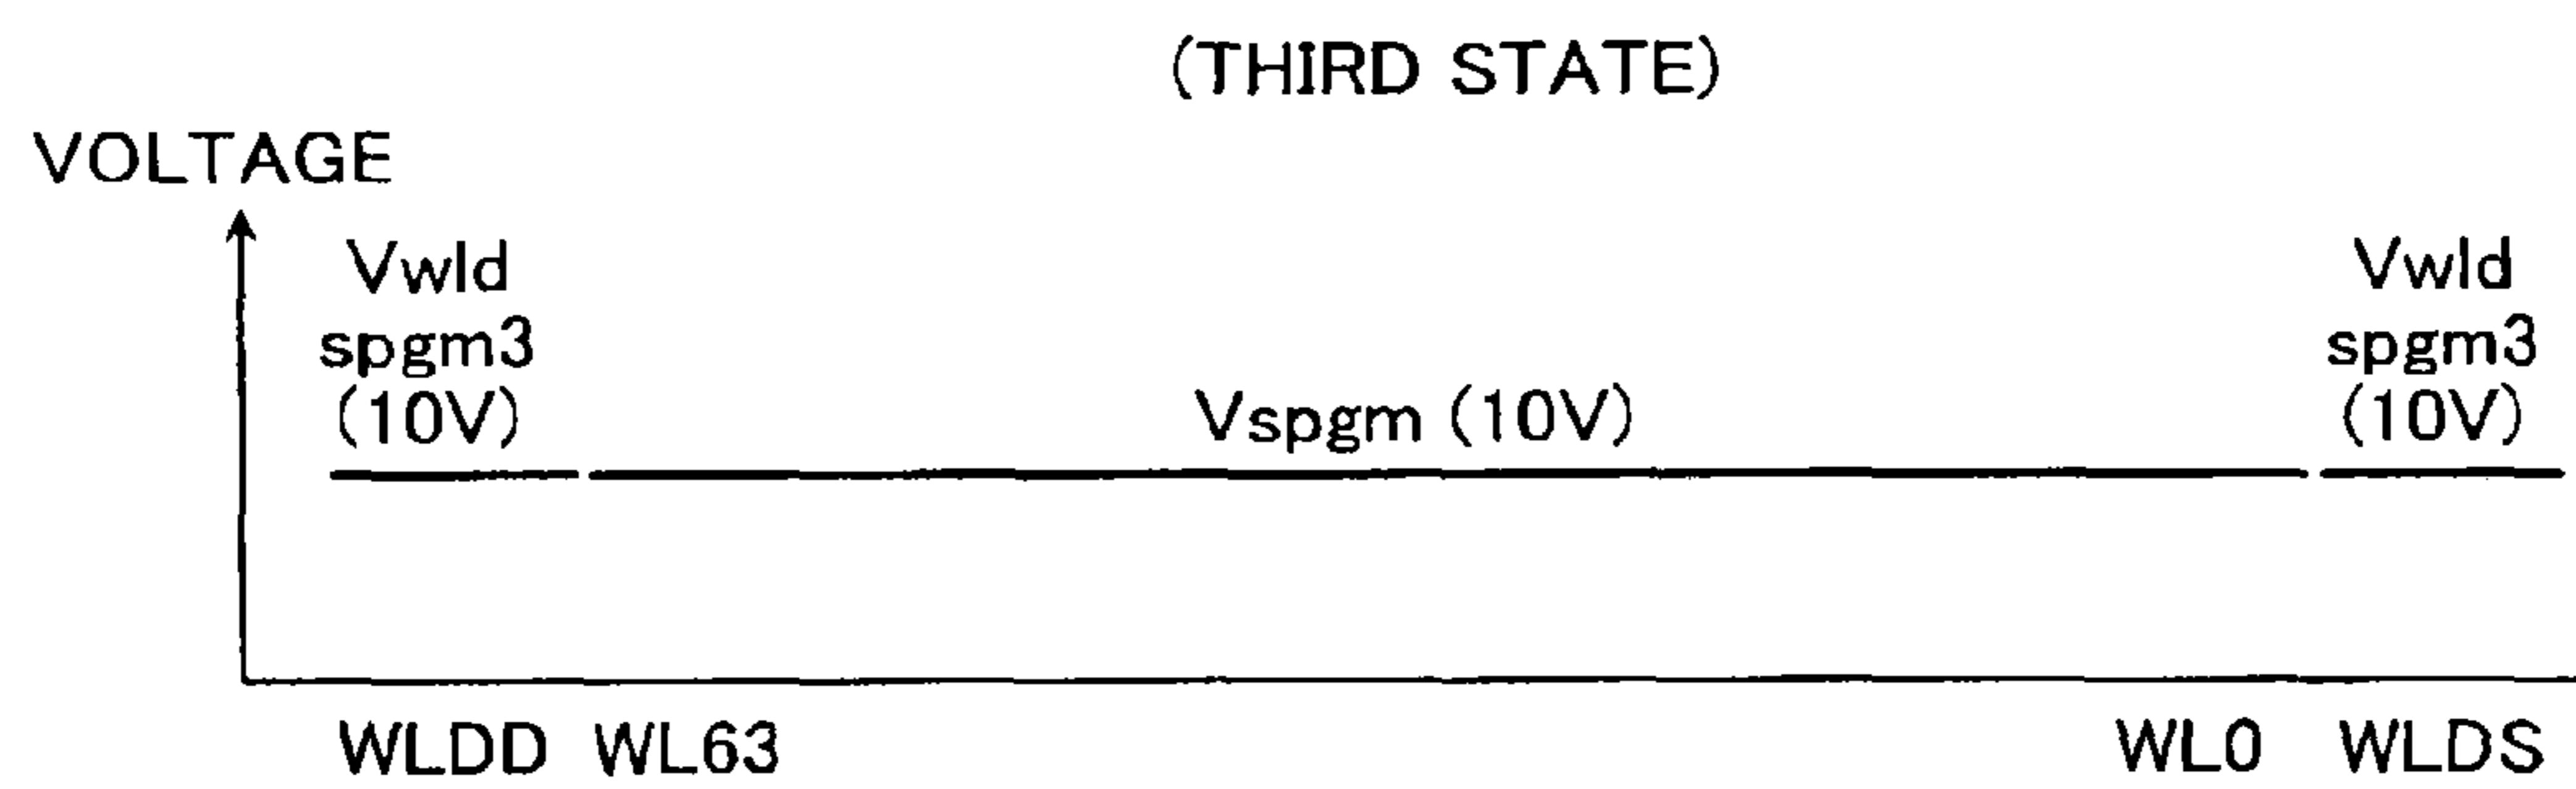 (THIRD STATE)
VOLTAGE
Vwld
spgm3
(10V)
Vspgm (10V)
Vwld
spgm3
(10V)
WLDD WL63 WL0 WLDS